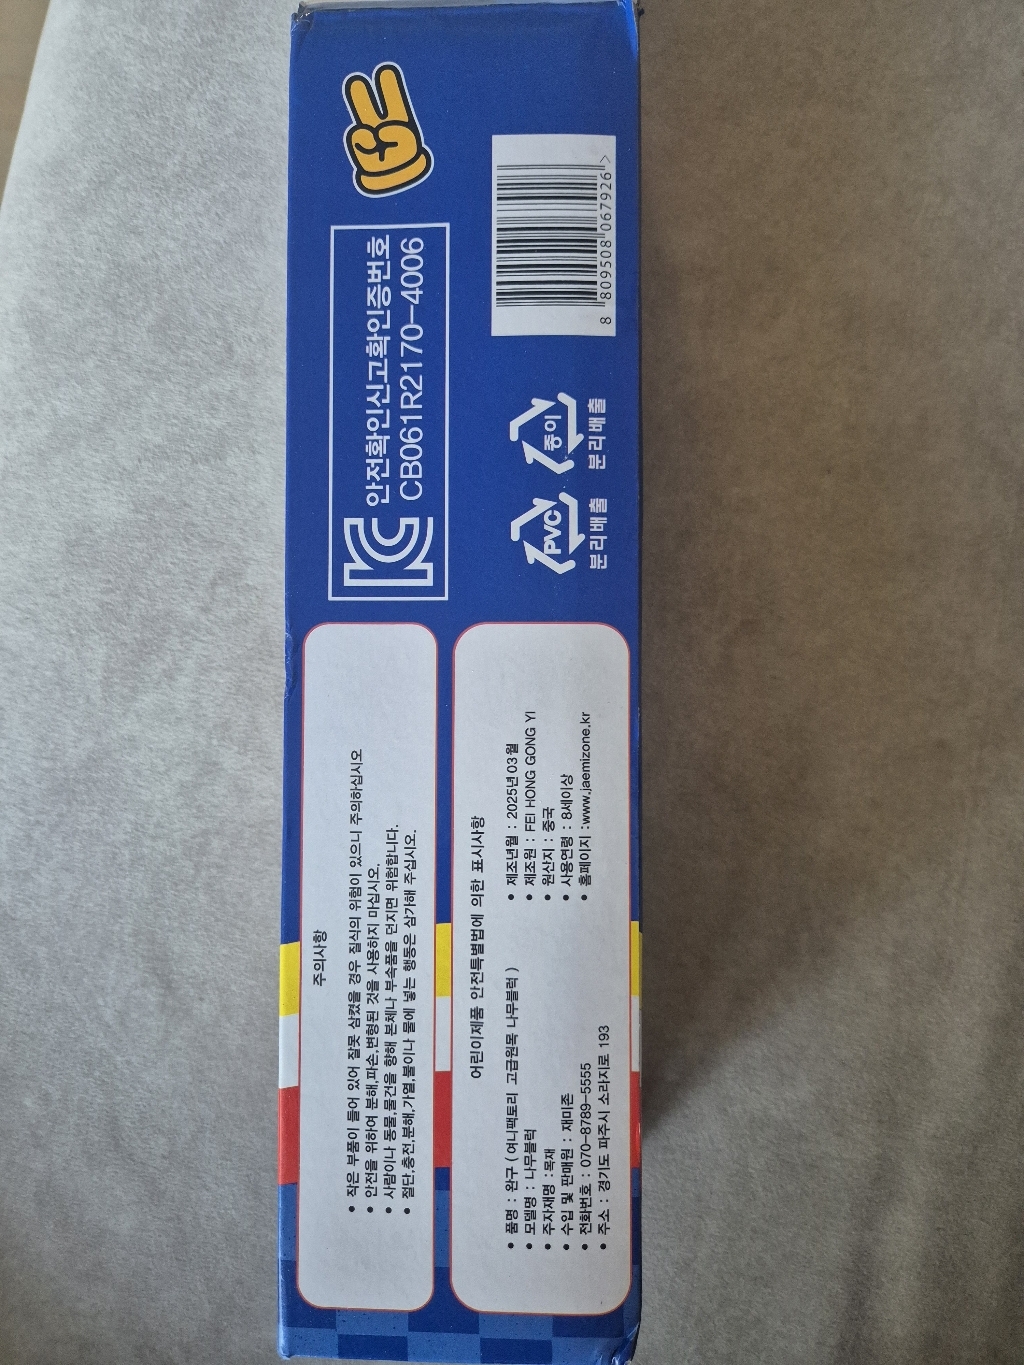 주의사항
• 작은 부품이 들어 있어 잘못 삼켰을 경우 질식의 위험이 있으니 주의하십시오
• 안전을 위하여 분해,파손,변형된 것을 사용하지 마십시오.
• 사람이나 동물,물건을 향해 본체나 부속품을 던지면 위험합니다.
• 절단,충전,분해,가열,불이나 물에 넣는 행동은 삼가해 주십시오.
어린이제품 안전특별법에 의한 표시사항
• 품명 : 완구 ( 여니팩토리 고급원목 나무블럭 )
• 모델명 : 나무블럭
• 주자재명 :목재
• 수입 및 판매원 : 재미존
• 전화번호 : 070-8789-5555
• 주소 : 경기도 파주시 소라지로 193
• 제조년월 : 2025년 03월
• 제조원 : FEI HONG GONG YI
• 원산지 : 중국
• 사용연령 : 8세이상
• 홈페이지 :www.jaemizone.kr
KC
안전확인신고확인증번호
CB061R2170-4006
PVC
분리배출
종이
분리배출
8 809508 067926 >